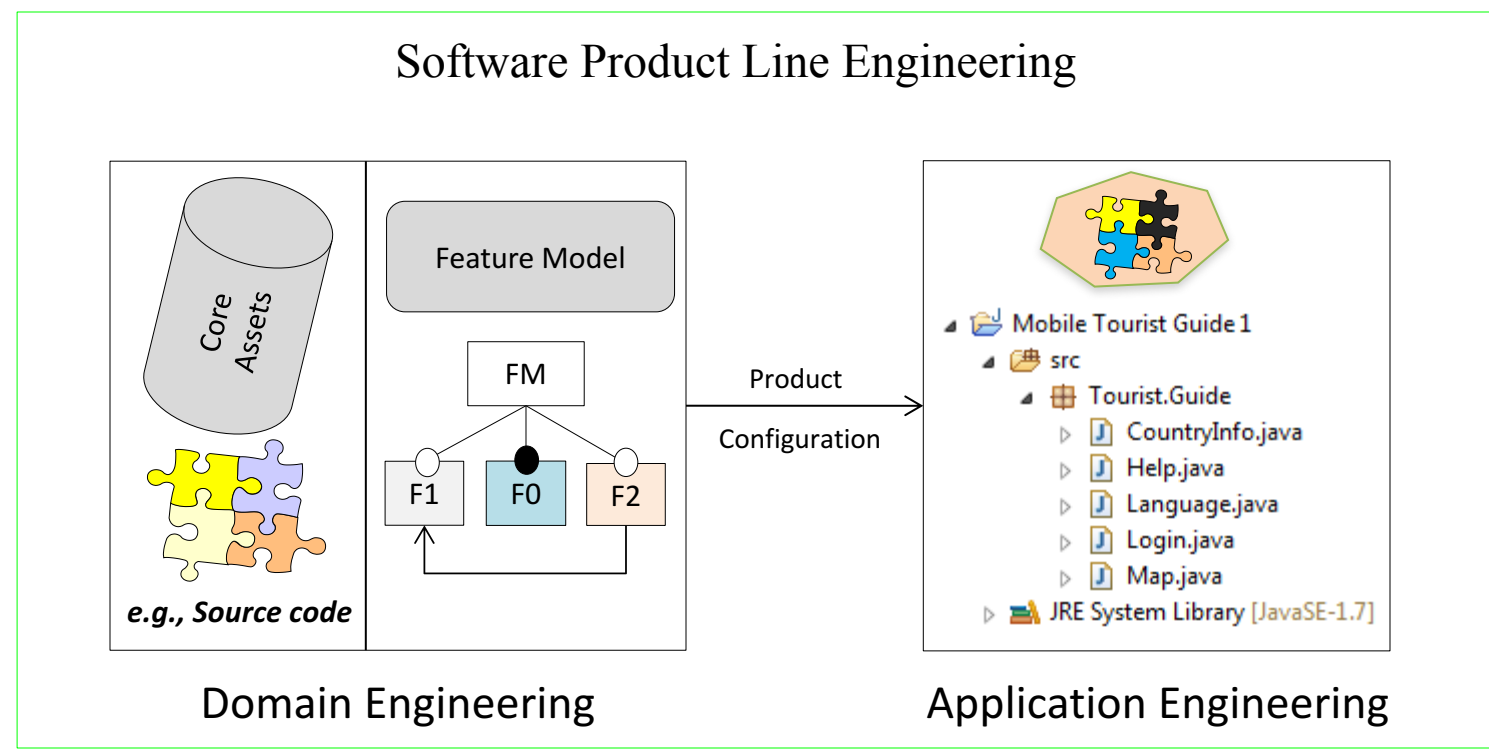 Software Product Line Engineering
Core
Assets
e.g., Source code
Feature Model
FM
F1
F0
F2
Domain Engineering
Product
Configuration
Mobile Tourist Guide 1
src
Tourist.Guide
CountryInfo.java
Help.java
Language.java
Login.java
Map.java
JRE System Library [JavaSE-1.7]
Application Engineering